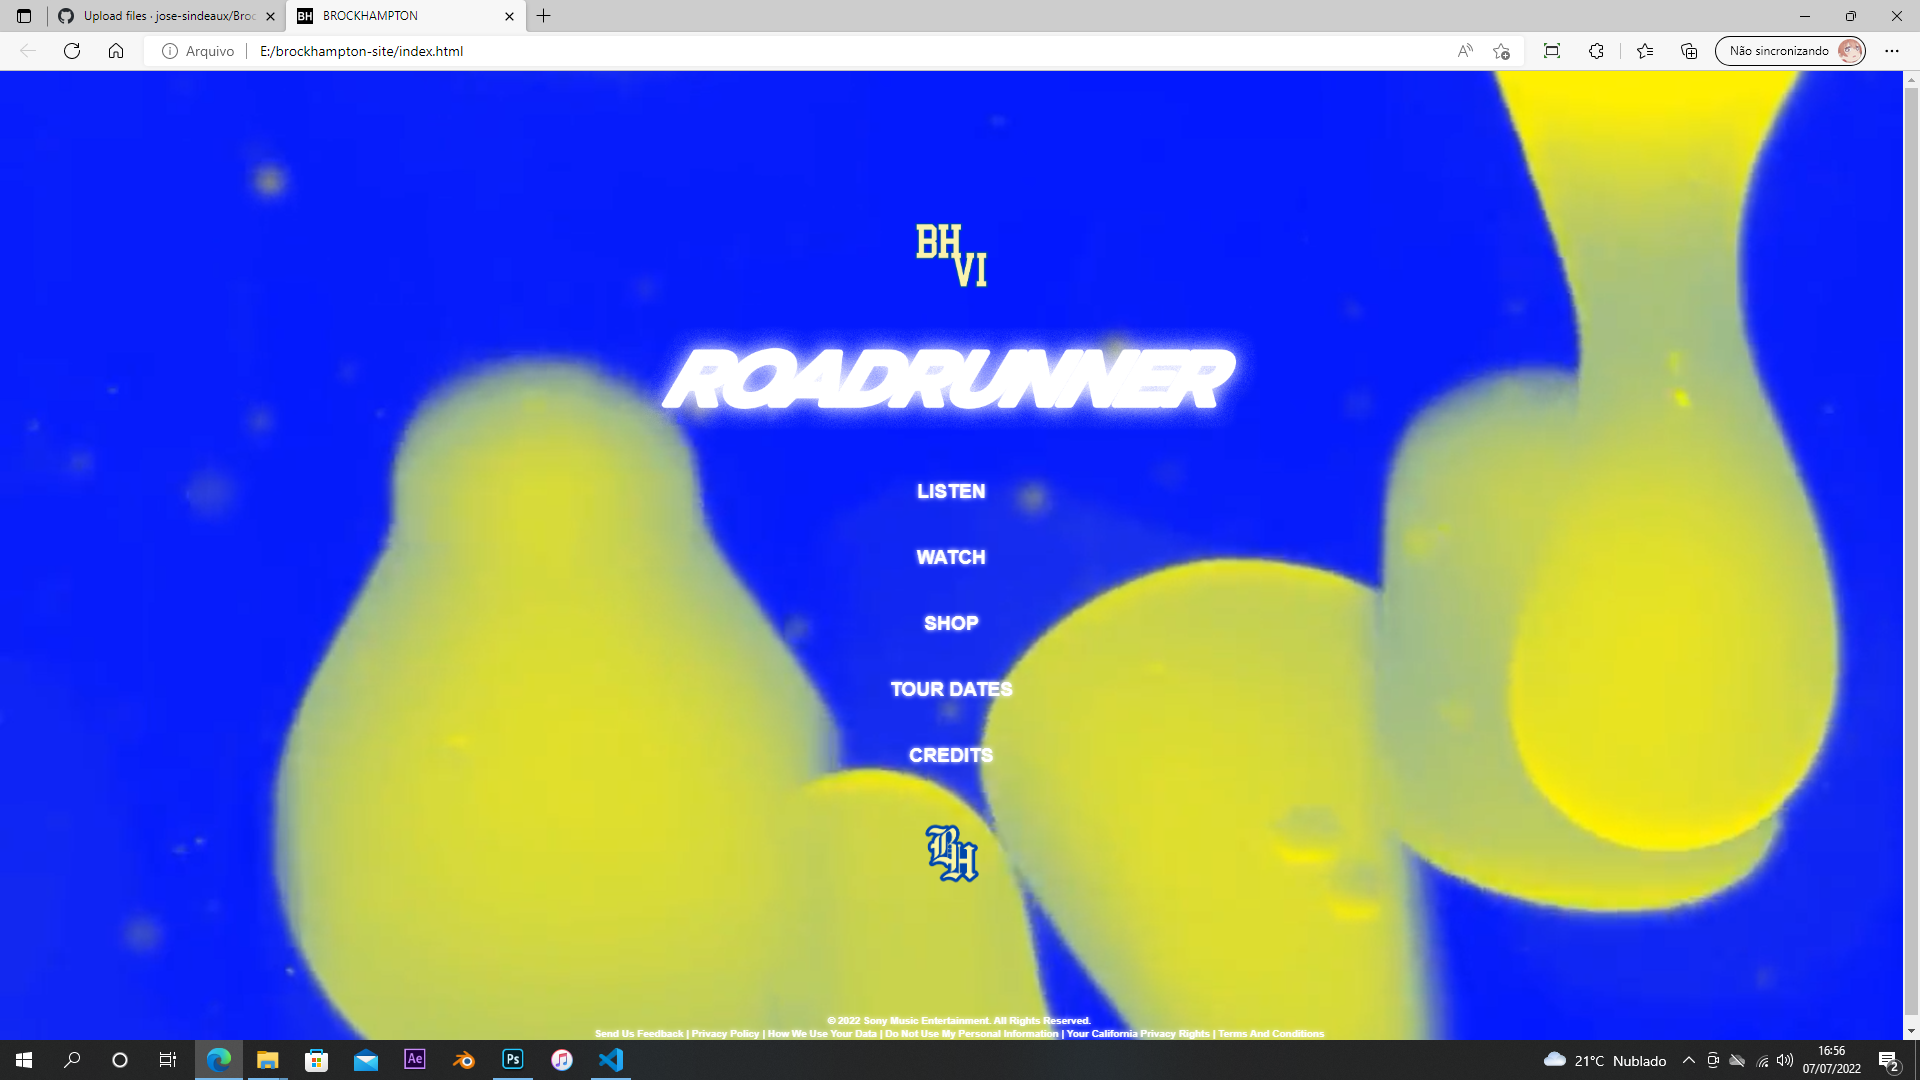 Upload files · jose-sindeaux/Broc
BH BROCKHAMPTON
Arquivo E:/brockhampton-site/index.html
Não sincronizando
BH
VI
ROADRUNNER
LISTEN
WATCH
SHOP
TOUR DATES
CREDITS
BH
© 2022 Sony Music Entertainment. All Rights Reserved.
Send Us Feedback | Privacy Policy | How We Use Your Data | Do Not Use My Personal Information | Your California Privacy Rights | Terms And Conditions
Ae
Ps
21°C Nublado
16:56
07/07/2022
2